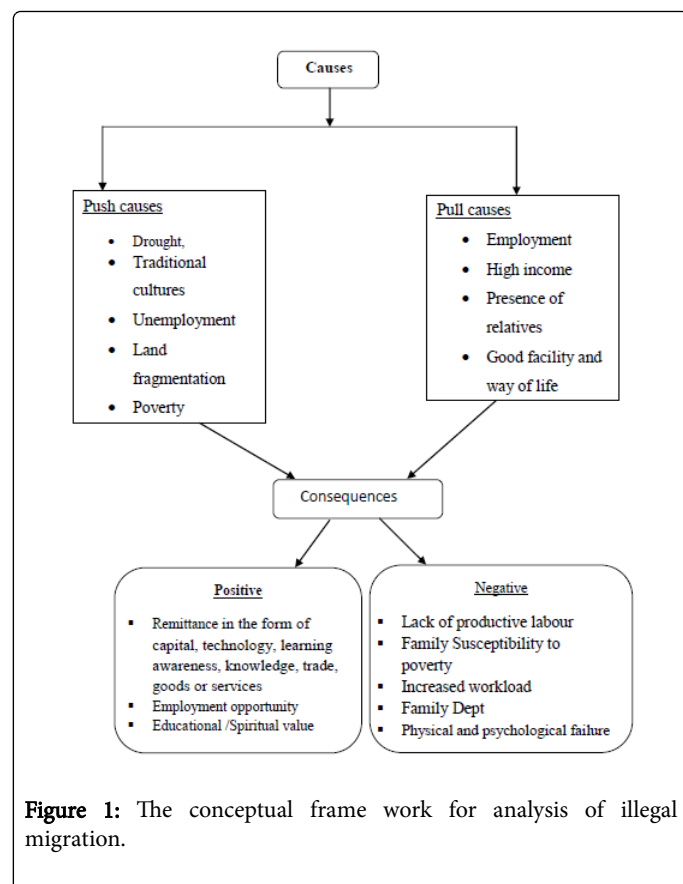 Causes
Push causes
• Drought,
• Traditional
cultures
• Unemployment
• Land
fragmentation
• Poverty
Pull causes
• Employment
• High income
• Presence of
relatives
• Good facility and
way of life
Consequences
Positive
▪ Remittance in the form of
capital, technology, learning
awareness, knowledge, trade,
goods or services
▪ Employment opportunity
▪ Educational /Spiritual value
Negative
▪ Lack of productive labour
▪ Family Susceptibility to
poverty
▪ Increased workload
▪ Family Dept
▪ Physical and psychological failure
Figure 1: The conceptual frame work for analysis of illegal
migration.